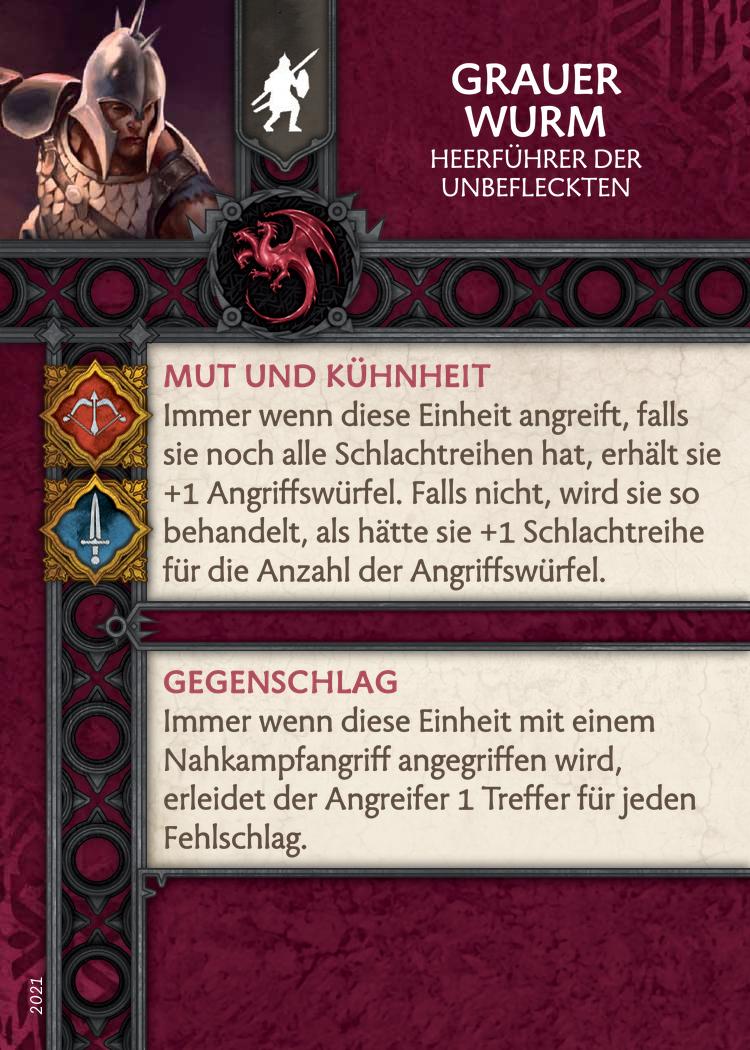 GRAUER
WURM
HEERFÜHRER DER
UNBEFLECKTEN
MUT UND KÜHNHEIT
Immer wenn diese Einheit angreift, falls
sie noch alle Schlachtreihen hat, erhält sie
+1 Angriffswürfel. Falls nicht, wird sie so
behandelt, als hätte sie +1 Schlachtreihe
für die Anzahl der Angriffswürfel.
GEGENSCHLAG
Immer wenn diese Einheit mit einem
Nahkampfangriff angegriffen wird,
erleidet der Angreifer 1 Treffer für jeden
Fehlschlag.
2021